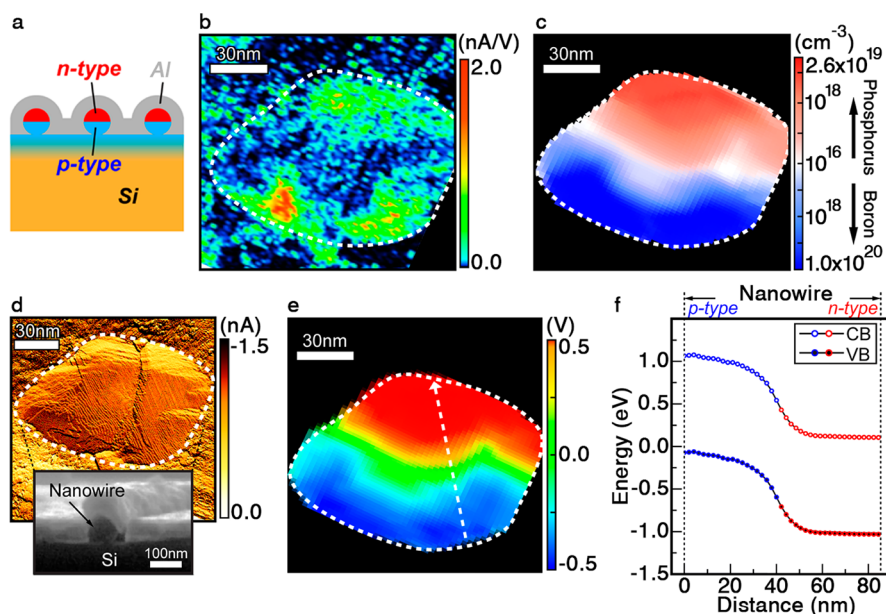 a
n-type
Al
p-type
Si
b
30nm
(nA/V)
2.0
0.0
c
30nm
(cm⁻³)
2.6x10¹⁹
10¹⁸
10¹⁶
10¹⁸
1.0x10²⁰
Phosphorus
Boron
d
30nm
(nA)
-1.5
0.0
Nanowire
Si
100nm
e
30nm
(V)
0.5
0.0
-0.5
f
Nanowire
p-type
n-type
CB
VB
1.0
0.5
0.0
-0.5
-1.0
-1.5
Energy (eV)
0 20 40 60 80
Distance (nm)